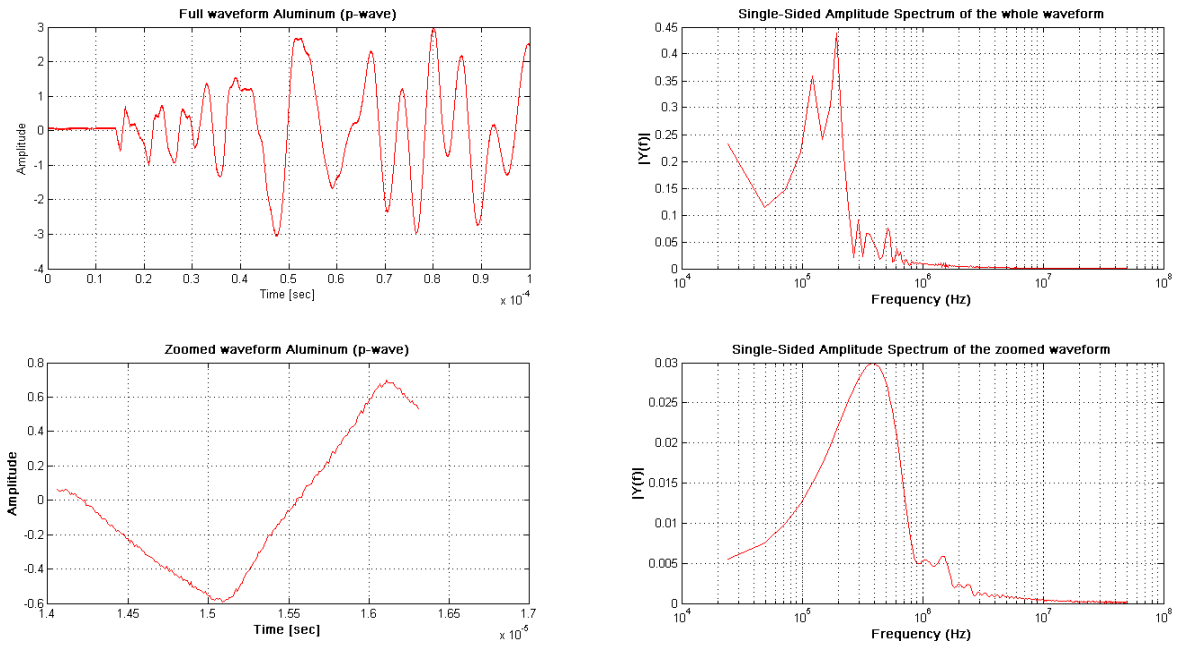 Full waveform Aluminum (p-wave)
3
2
1
0
-1
-2
-3
-4
Amplitude
0 0.1 0.2 0.3 0.4 0.5 0.6 0.7 0.8 0.9 1
Time [sec]
x 10^-4
Single-Sided Amplitude Spectrum of the whole waveform
0.45
0.4
0.35
0.3
0.25
0.2
0.15
0.1
0.05
0
|Y(f)|
10^4 10^5 10^6 10^7 10^8
Frequency (Hz)
Zoomed waveform Aluminum (p-wave)
0.8
0.6
0.4
0.2
0
-0.2
-0.4
-0.6
Amplitude
1.4 1.45 1.5 1.55 1.6 1.65 1.7
Time [sec]
x 10^-5
Single-Sided Amplitude Spectrum of the zoomed waveform
0.03
0.025
0.02
0.015
0.01
0.005
0
|Y(f)|
10^4 10^5 10^6 10^7 10^8
Frequency (Hz)